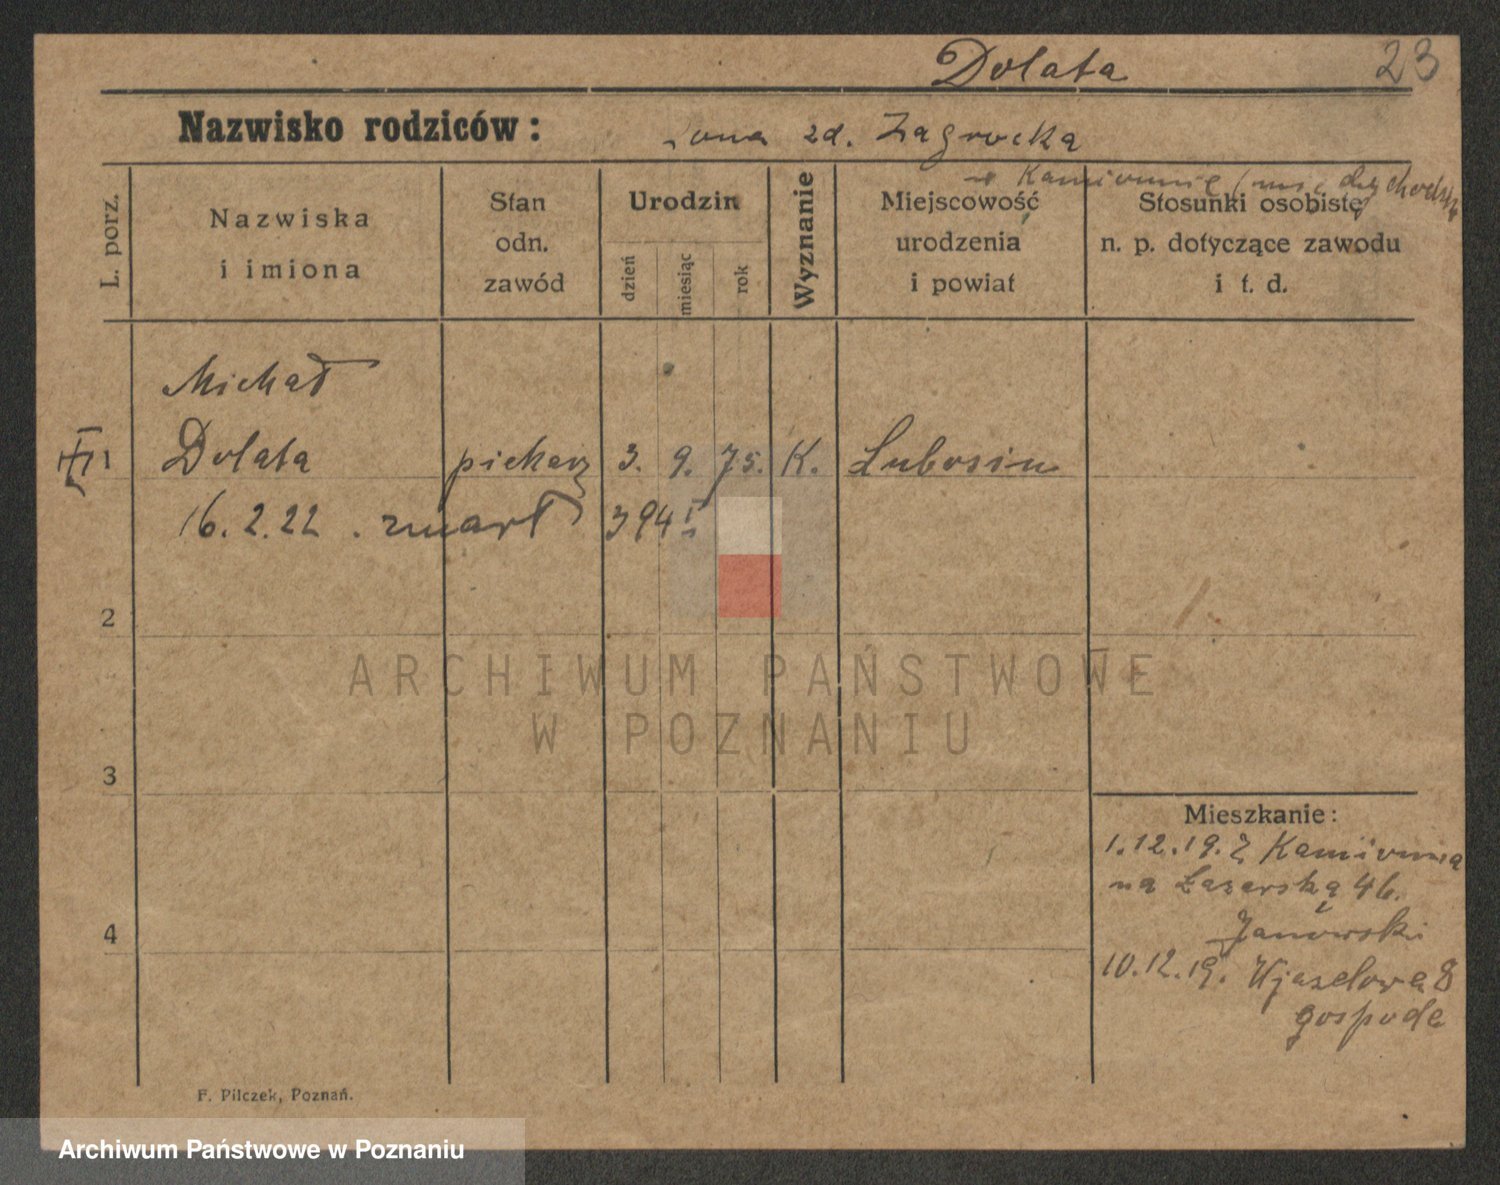 Dolata 23
Nazwisko rodziców: żona zd. Zagrocka
w Kamionnie
L. porz.
Nazwiska
i imiona
Stan
odn.
zawód
Urodzin
dzień
miesiąc
rok
Wyznanie
Miejscowość
urodzenia
i powiat
Stosunki osobiste
n. p. dotyczące zawodu
i t. d.
Michał
1 Dolata piekarz 3. 9. 75. K. Lubosin
16. 2. 22. zmarł 394 I
2
ARCHIWUM PAŃSTWOWE
W POZNANIU
3
Mieszkanie:
1.12.19. z Kamionna
na Łazarską 46.
4
Janowski
10.12.19. 8
gospoda
F. Pilczek, Poznań.
Archiwum Państwowe w Poznaniu